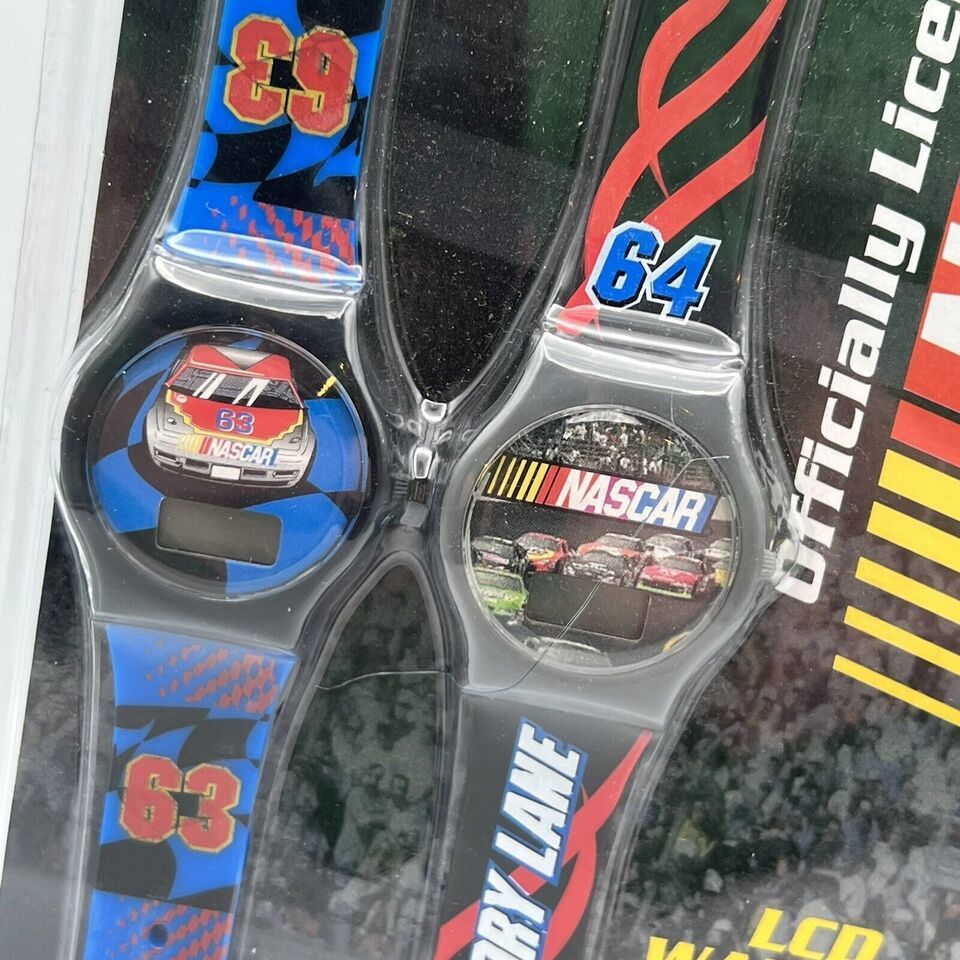 63
63
NASCAR
63
64
NASCAR
LANE
Officially
LCD